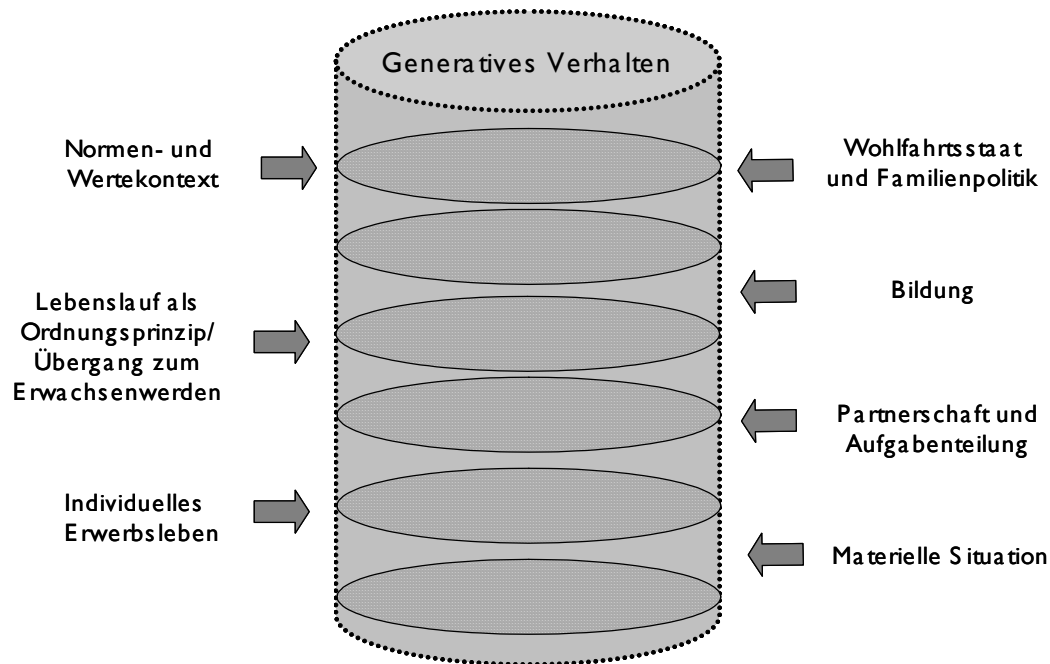 Generatives Verhalten
Normen- und
Wertekontext
Wohlfahrtsstaat
und Familienpolitik
Lebenslauf als
Ordnungsprinzip/
Übergang zum
Erwachsenwerden
Bildung
Partnerschaft und
Aufgabenteilung
Individuelles
Erwerbsleben
Materielle Situation